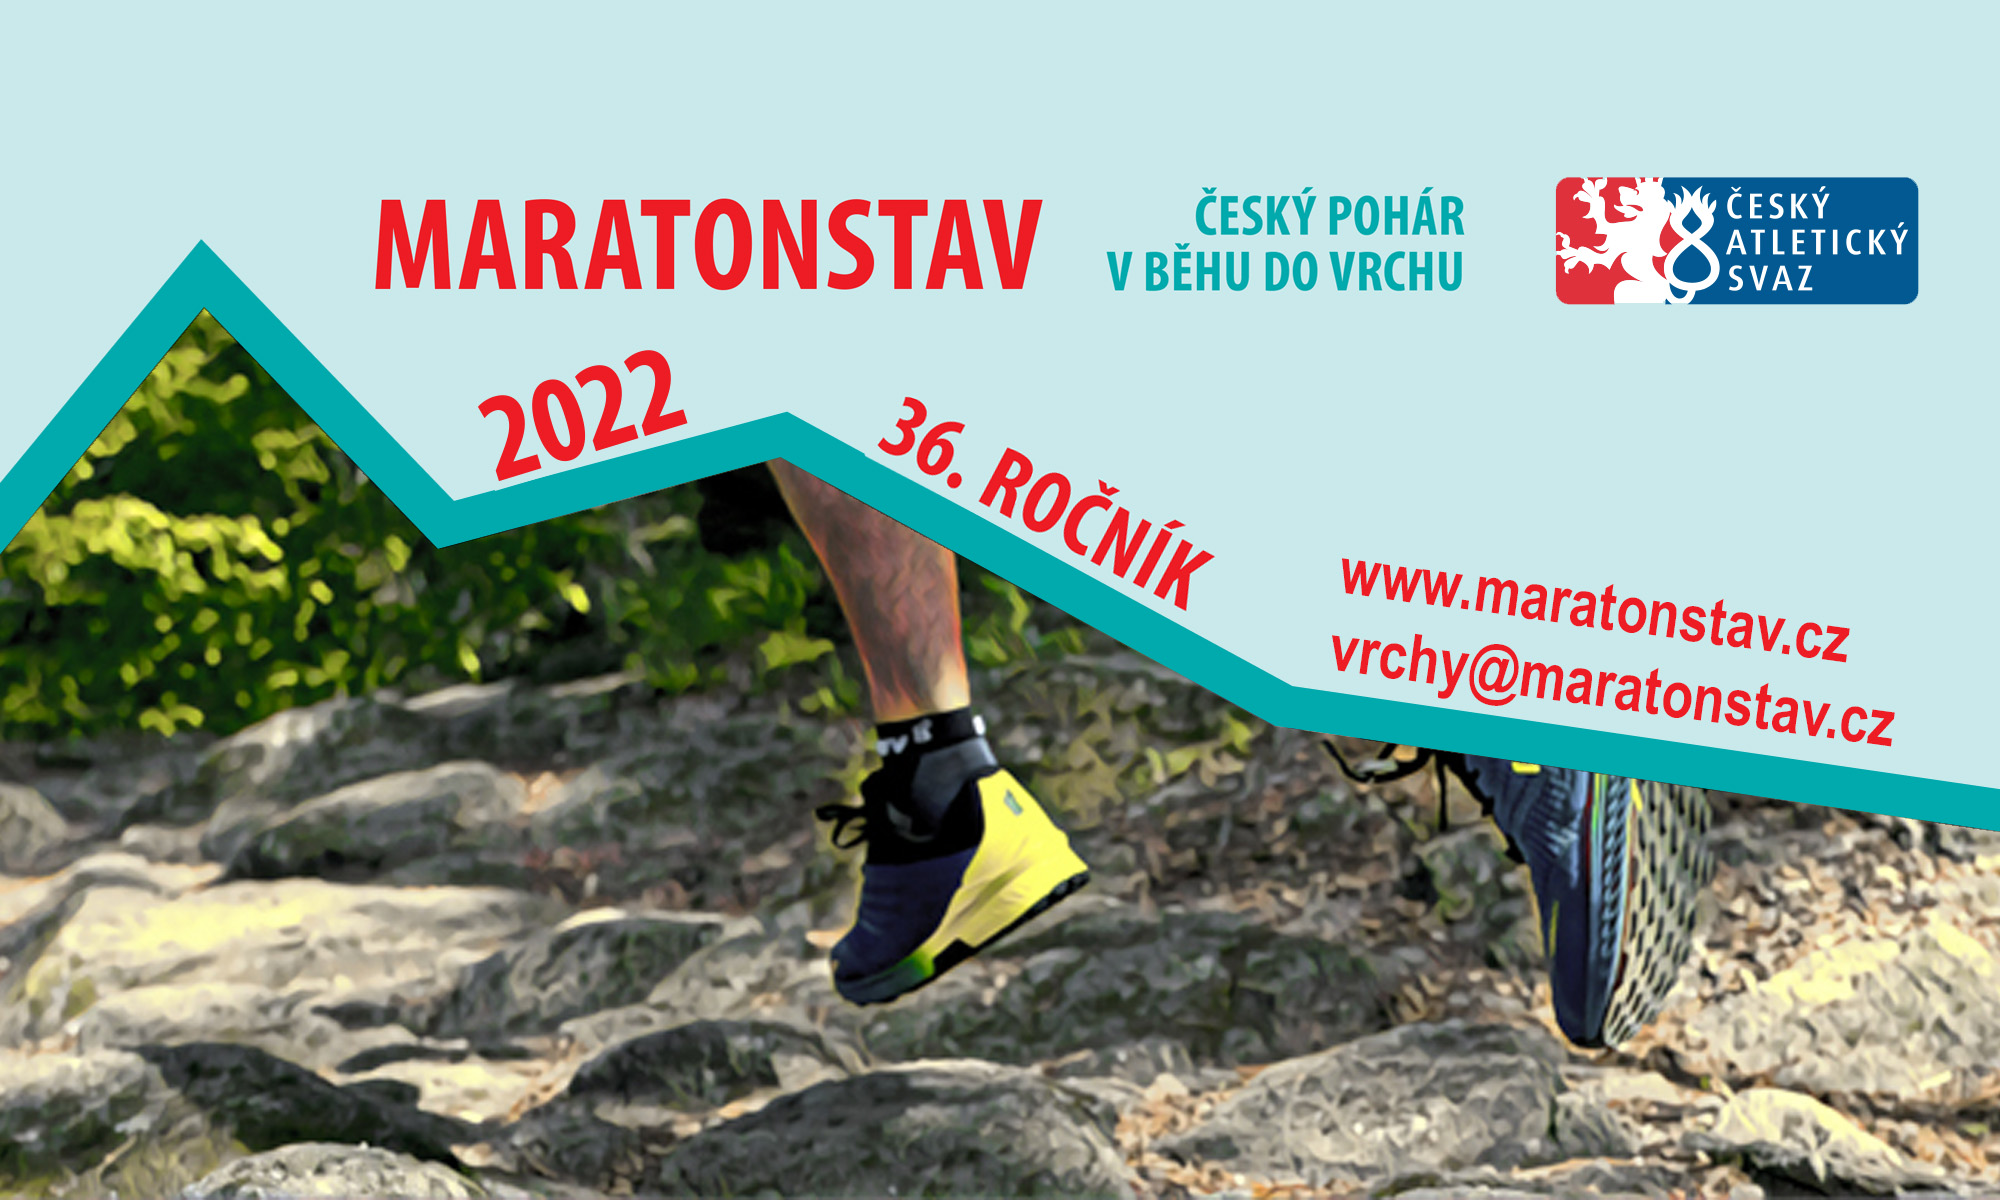 MARATONSTAV
ČESKÝ POHÁR
V BĚHU DO VRCHU
ČESKÝ
ATLETICKÝ
SVAZ
2022
36. ROČNÍK
www.maratonstav.cz
vrchy@maratonstav.cz